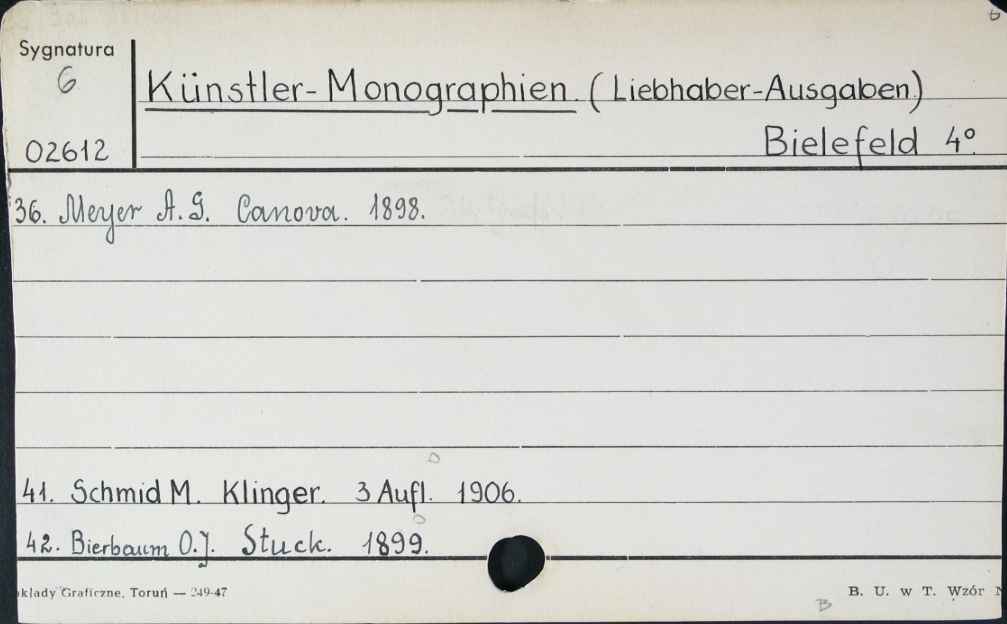 Sygnatura
6
02612
Künstler-Monographien. (Liebhaber-Ausgaben)
Bielefeld 4°.
36. Meyer A. G. Canova. 1898.
41. Schmid M. Klinger. 3 Aufl. 1906.
42. Bierbaum O. J. Stuck. 1899.
kłady Graficzne, Toruń — 249-47
B. U. w T. Wzór
B